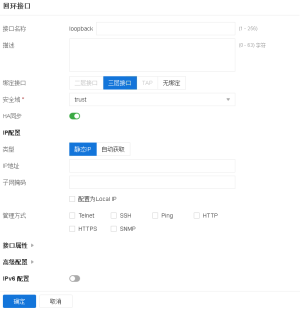 回环接口
接口名称 loopback (1 - 256)
描述 (0 - 63) 字符
绑定接口 二层接口 三层接口 TAP 无绑定
安全域 * trust
HA同步
IP配置
类型 静态IP 自动获取
IP地址
子网掩码
配置为Local IP
管理方式 Telnet SSH Ping HTTP
HTTPS SNMP
接口属性
高级配置
IPv6 配置
确定 取消